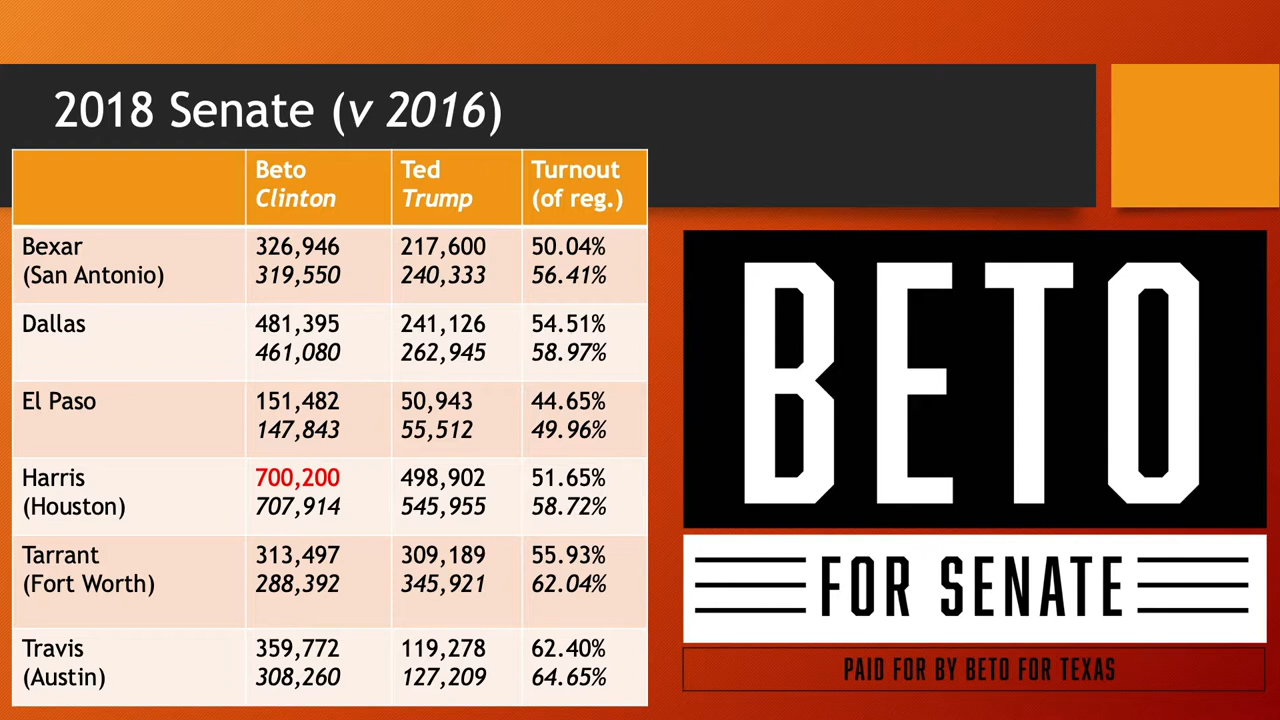 2018 Senate (v 2016)
Beto Ted Turnout
Clinton Trump (of reg.)
Bexar 326,946 217,600 50.04%
(San Antonio) 319,550 240,333 56.41%
Dallas 481,395 241,126 54.51%
461,080 262,945 58.97%
El Paso 151,482 50,943 44.65%
147,843 55,512 49.96%
Harris 700,200 498,902 51.65%
(Houston) 707,914 545,955 58.72%
Tarrant 313,497 309,189 55.93%
(Fort Worth) 288,392 345,921 62.04%
Travis 359,772 119,278 62.40%
(Austin) 308,260 127,209 64.65%
BETO
FOR SENATE
PAID FOR BY BETO FOR TEXAS